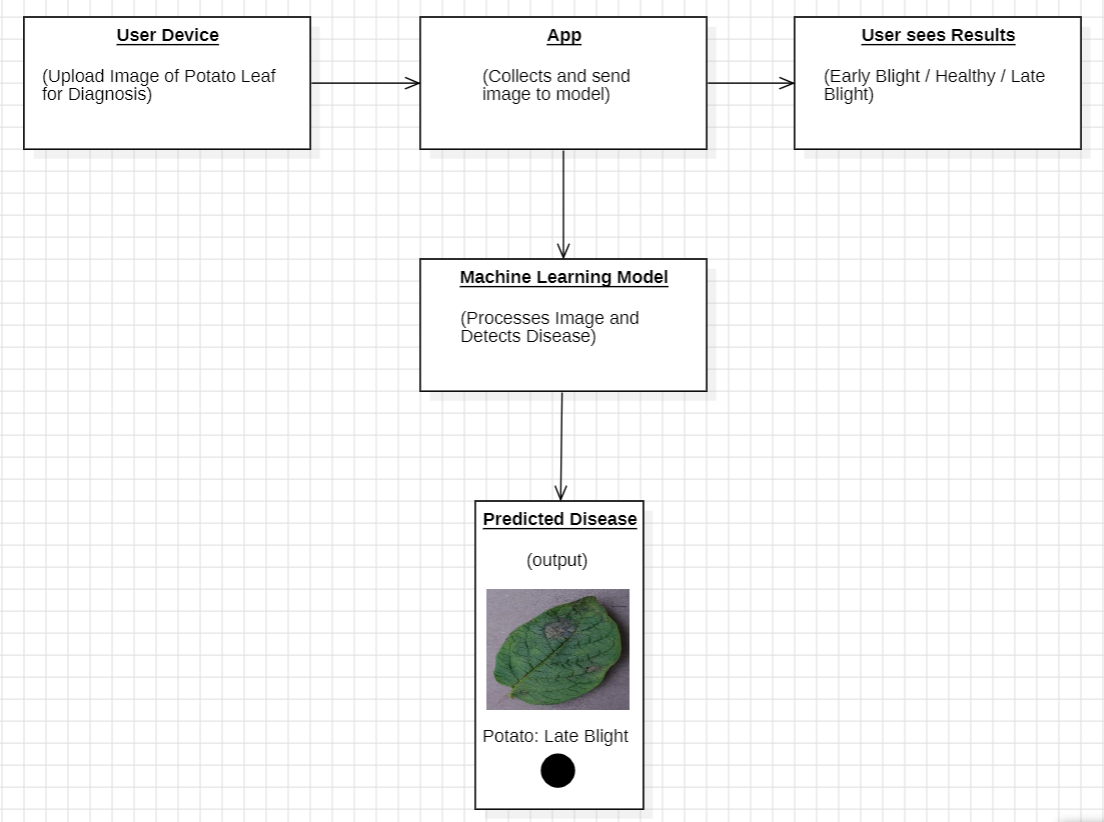 User Device
(Upload Image of Potato Leaf
for Diagnosis)
App
(Collects and send
image to model)
User sees Results
(Early Blight / Healthy / Late
Blight)
Machine Learning Model
(Processes Image and
Detects Disease)
Predicted Disease
(output)
Potato: Late Blight